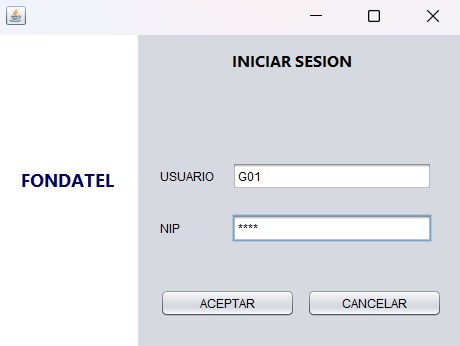 INICIAR SESION
FONDATEL
USUARIO G01
NIP ****
ACEPTAR CANCELAR